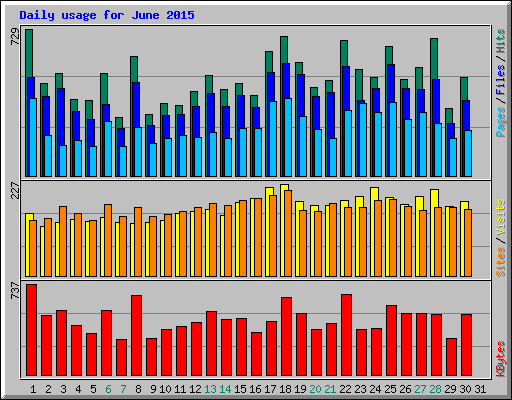 Daily usage for June 2015
729
Pages / Files / Hits
227
Sites / Visits
737
KBytes
1 2 3 4 5 6 7 8 9 10 11 12 13 14 15 16 17 18 19 20 21 22 23 24 25 26 27 28 29 30 31